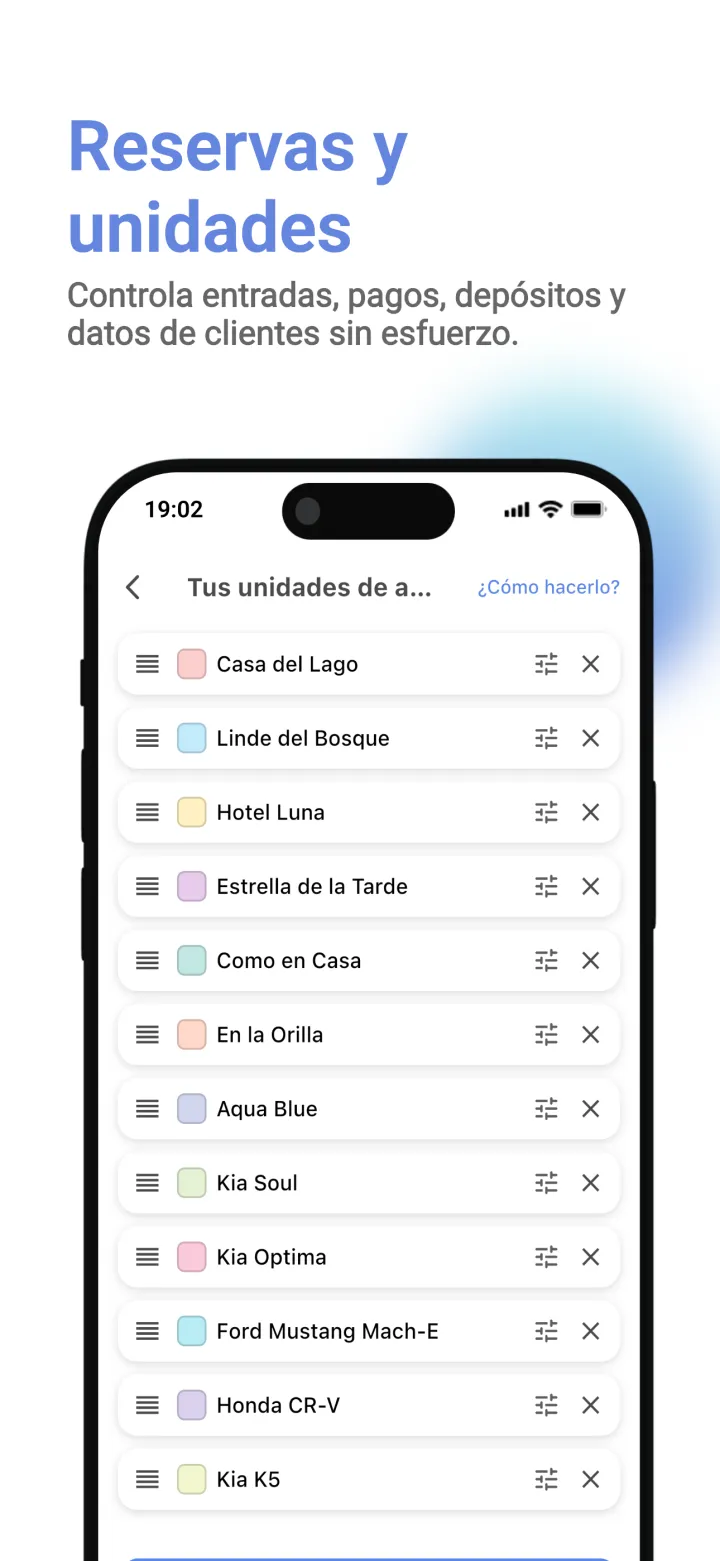 Reservas y
unidades
Controla entradas, pagos, depósitos y
datos de clientes sin esfuerzo.
19:02
Tus unidades de a...
¿Cómo hacerlo?
Casa del Lago
Linde del Bosque
Hotel Luna
Estrella de la Tarde
Como en Casa
En la Orilla
Aqua Blue
Kia Soul
Kia Optima
Ford Mustang Mach-E
Honda CR-V
Kia K5